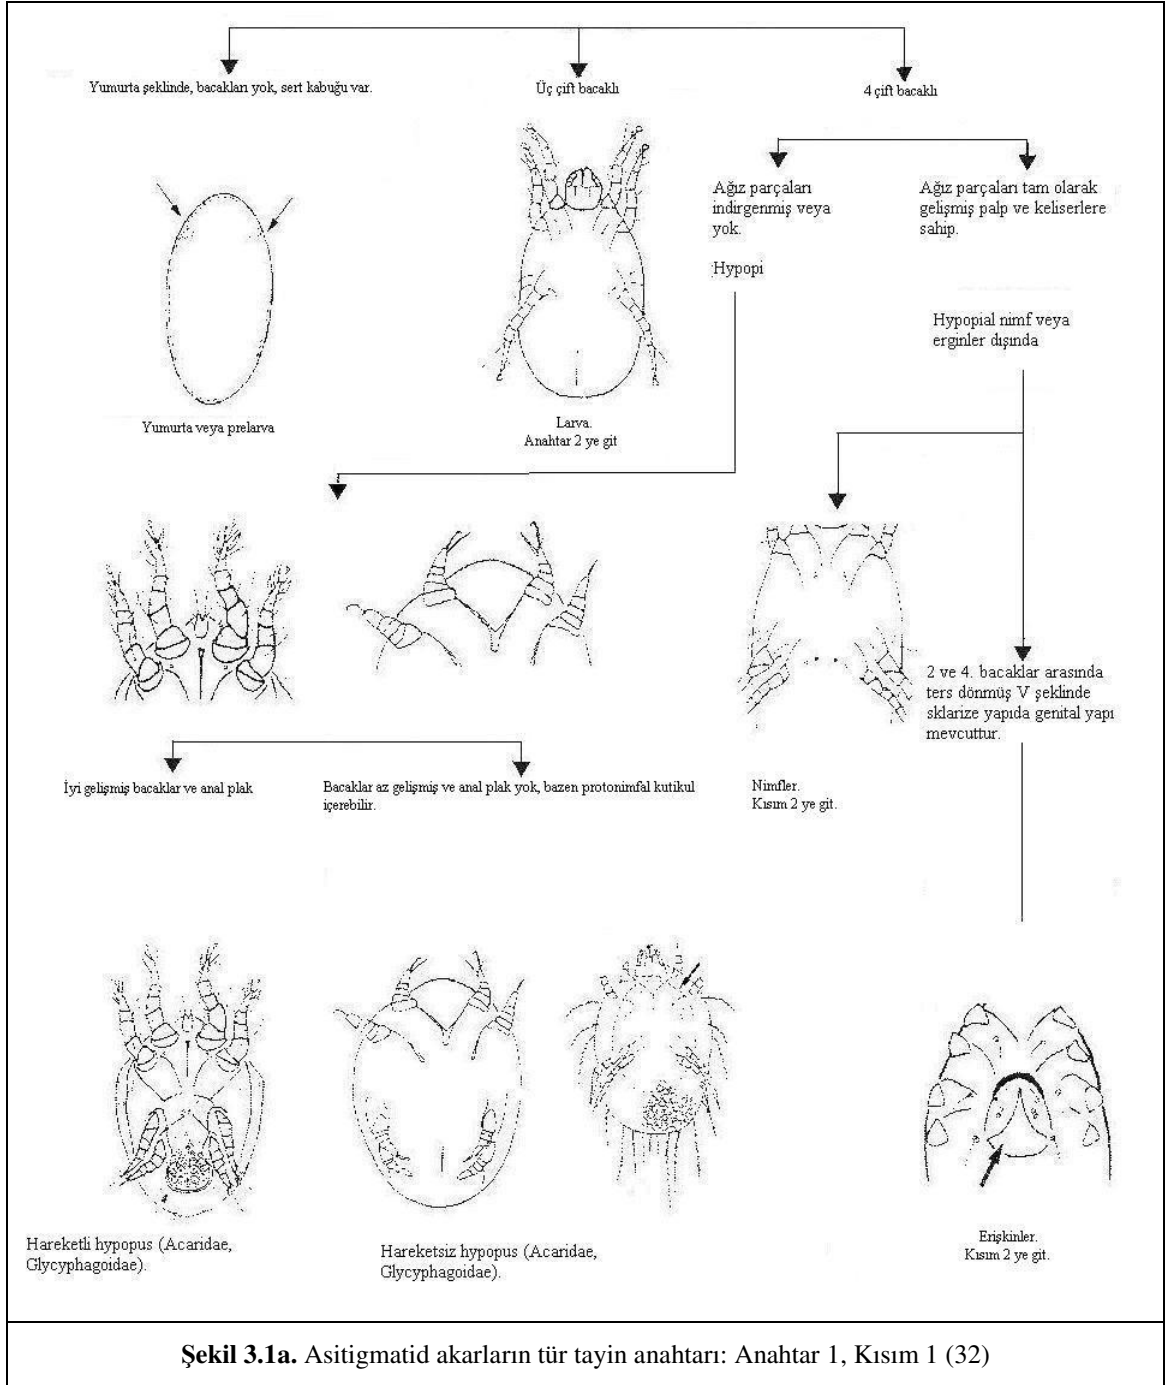 Yumurta şeklinde, bacakları yok, sert kabuğu var.
Üç çift bacaklı
4 çift bacaklı
Ağız parçaları
indirgenmiş veya
yok.
Hypopi
Ağız parçaları tam olarak
gelişmiş palp ve keliserlere
sahip.
Hypopial nimf veya
erginler dışında
Yumurta veya prelarva
Larva.
Anahtar 2 ye git
2 ve 4. bacaklar arasında
ters dönmüş V şeklinde
sklarize yapıda genital yapı
mevcuttur.
İyi gelişmiş bacaklar ve anal plak
Bacaklar az gelişmiş ve anal plak yok, bazen protonimfal kutikul
içerebilir.
Nimfler.
Kısım 2 ye git.
Hareketli hypopus (Acaridae,
Glycyphagoidae).
Hareketsiz hypopus (Acaridae,
Glycyphagoidae).
Erişkinler.
Kısım 2 ye git.
Şekil 3.1a. Asitigmatid akarların tür tayin anahtarı: Anahtar 1, Kısım 1 (32)